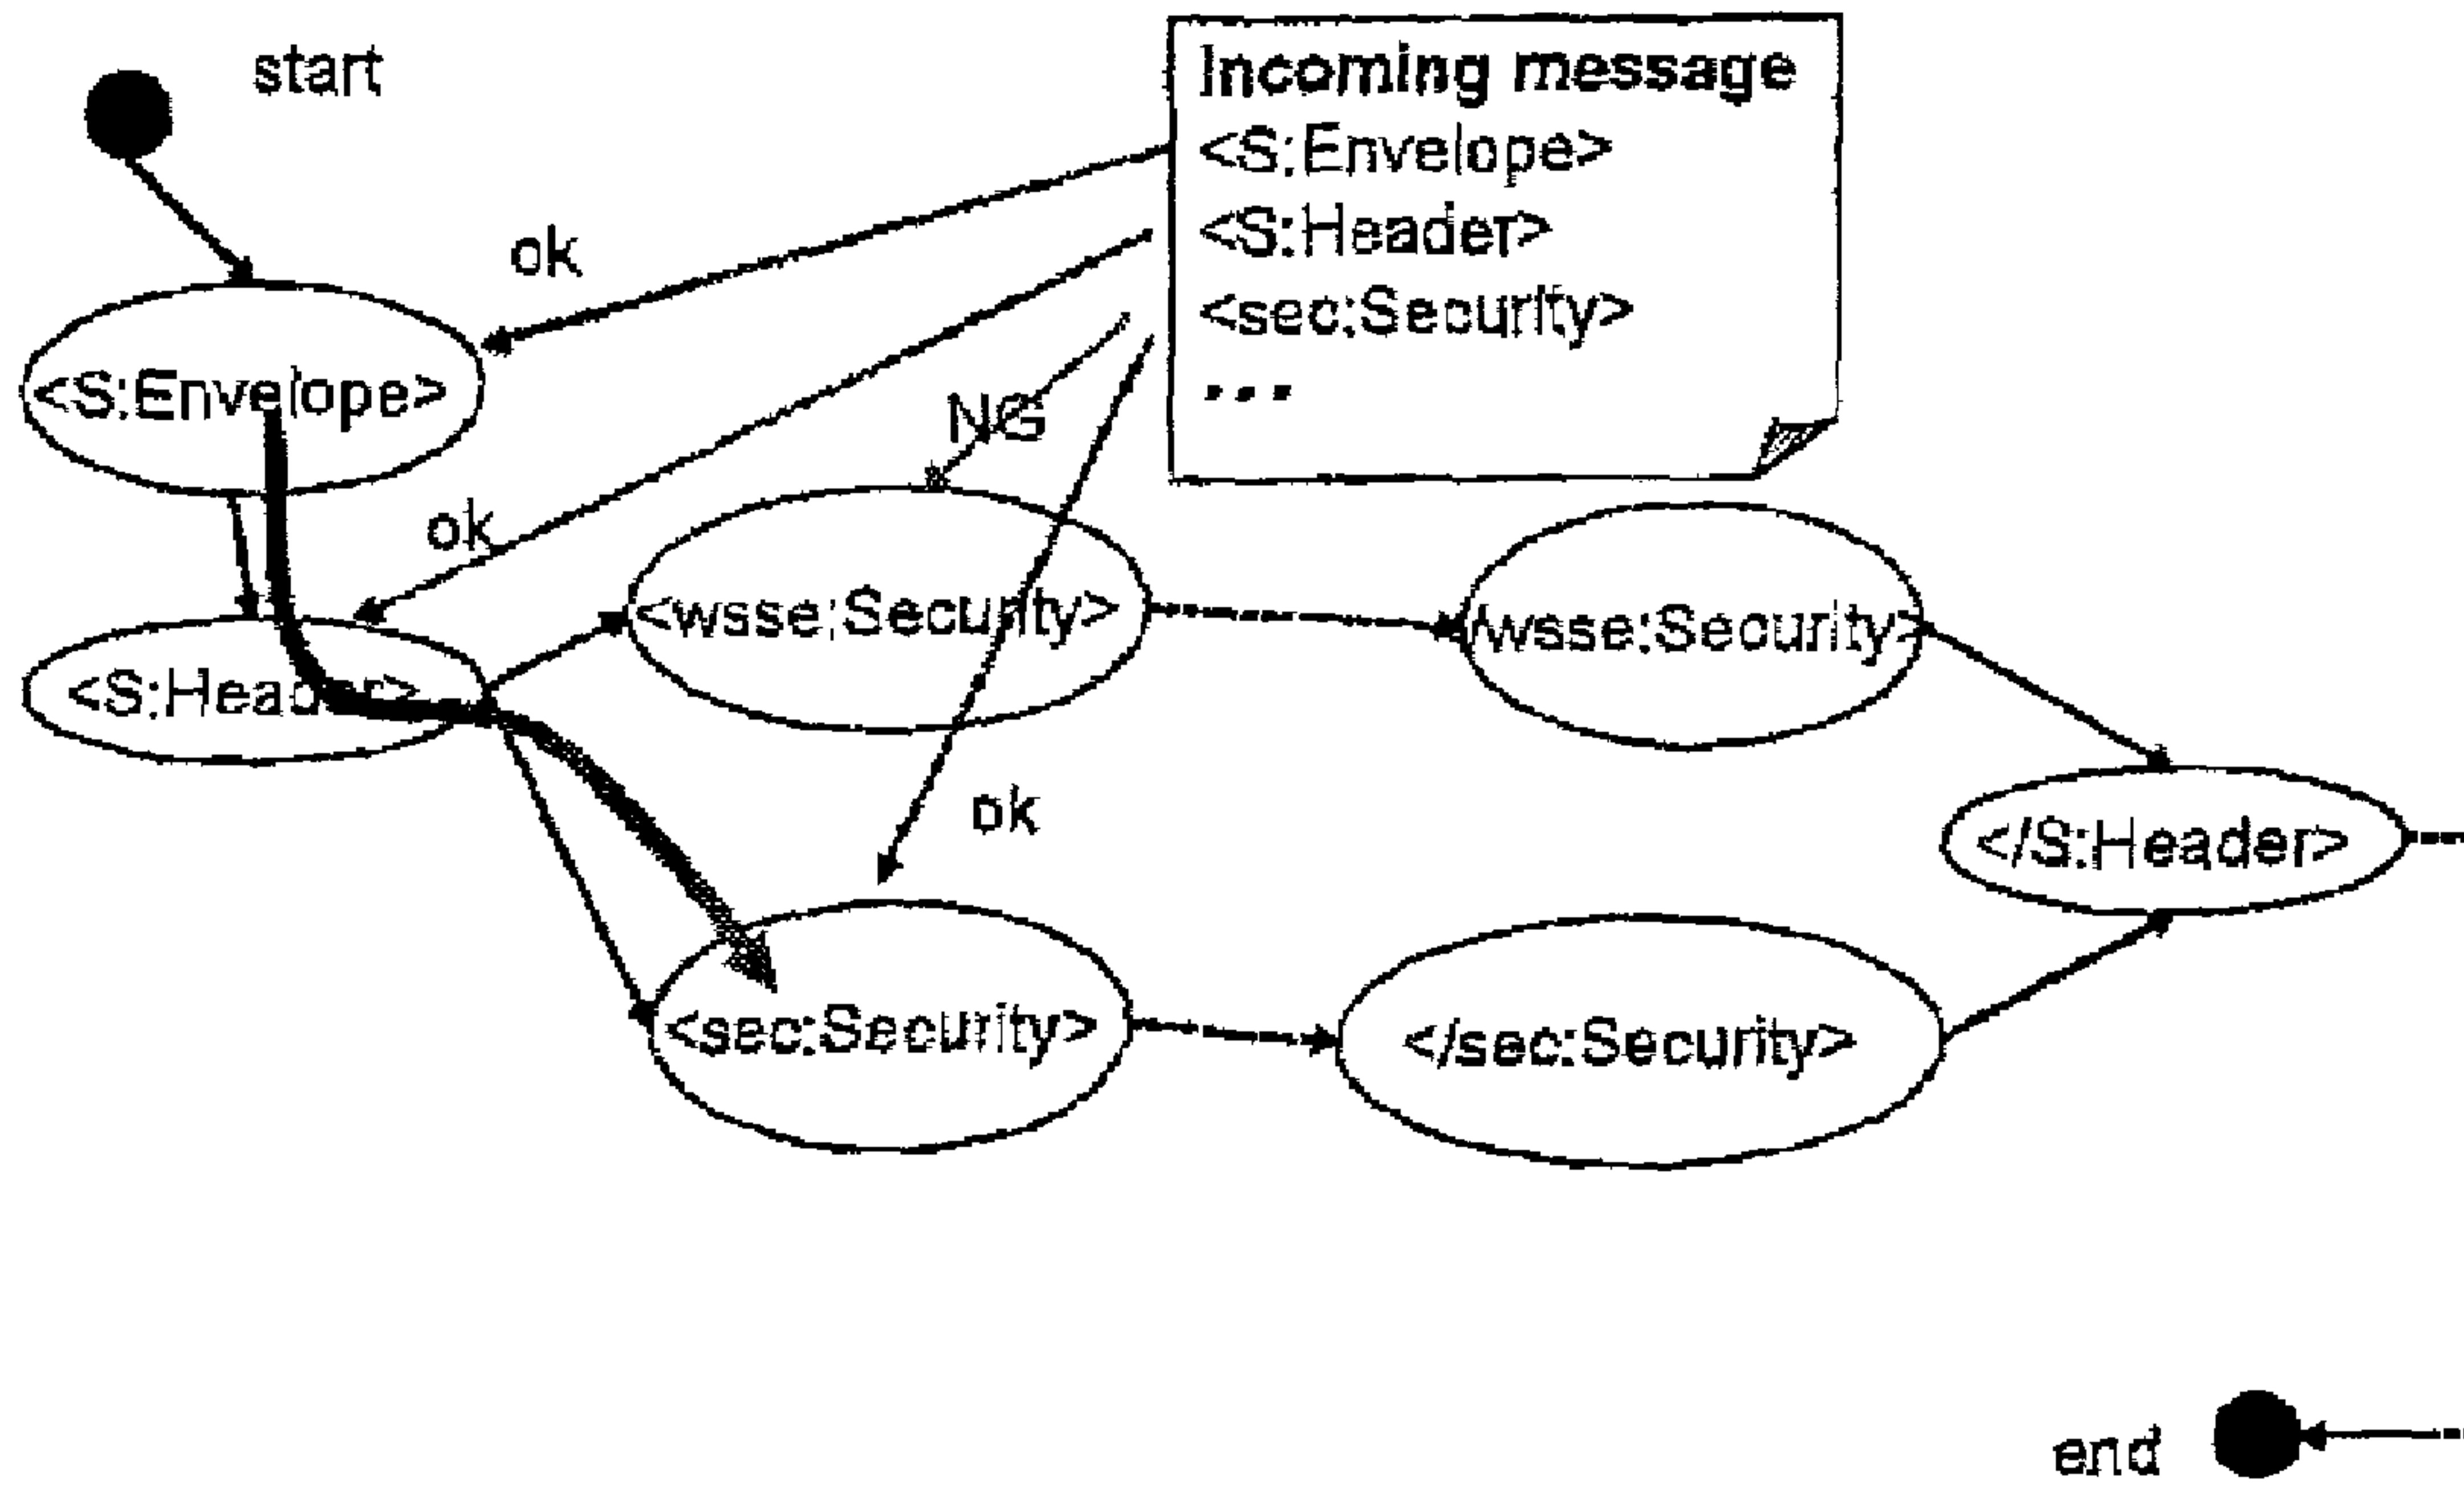 start
Incoming message
<S:Envelope>
<S:Header>
<sec:Security>
...
ok
<S:Envelope>
NG
ok
<wsse:Security>
/wsse:Security>
<S:Header>
ok
</S:Header>
<sec:Security>
</sec:Security>
end